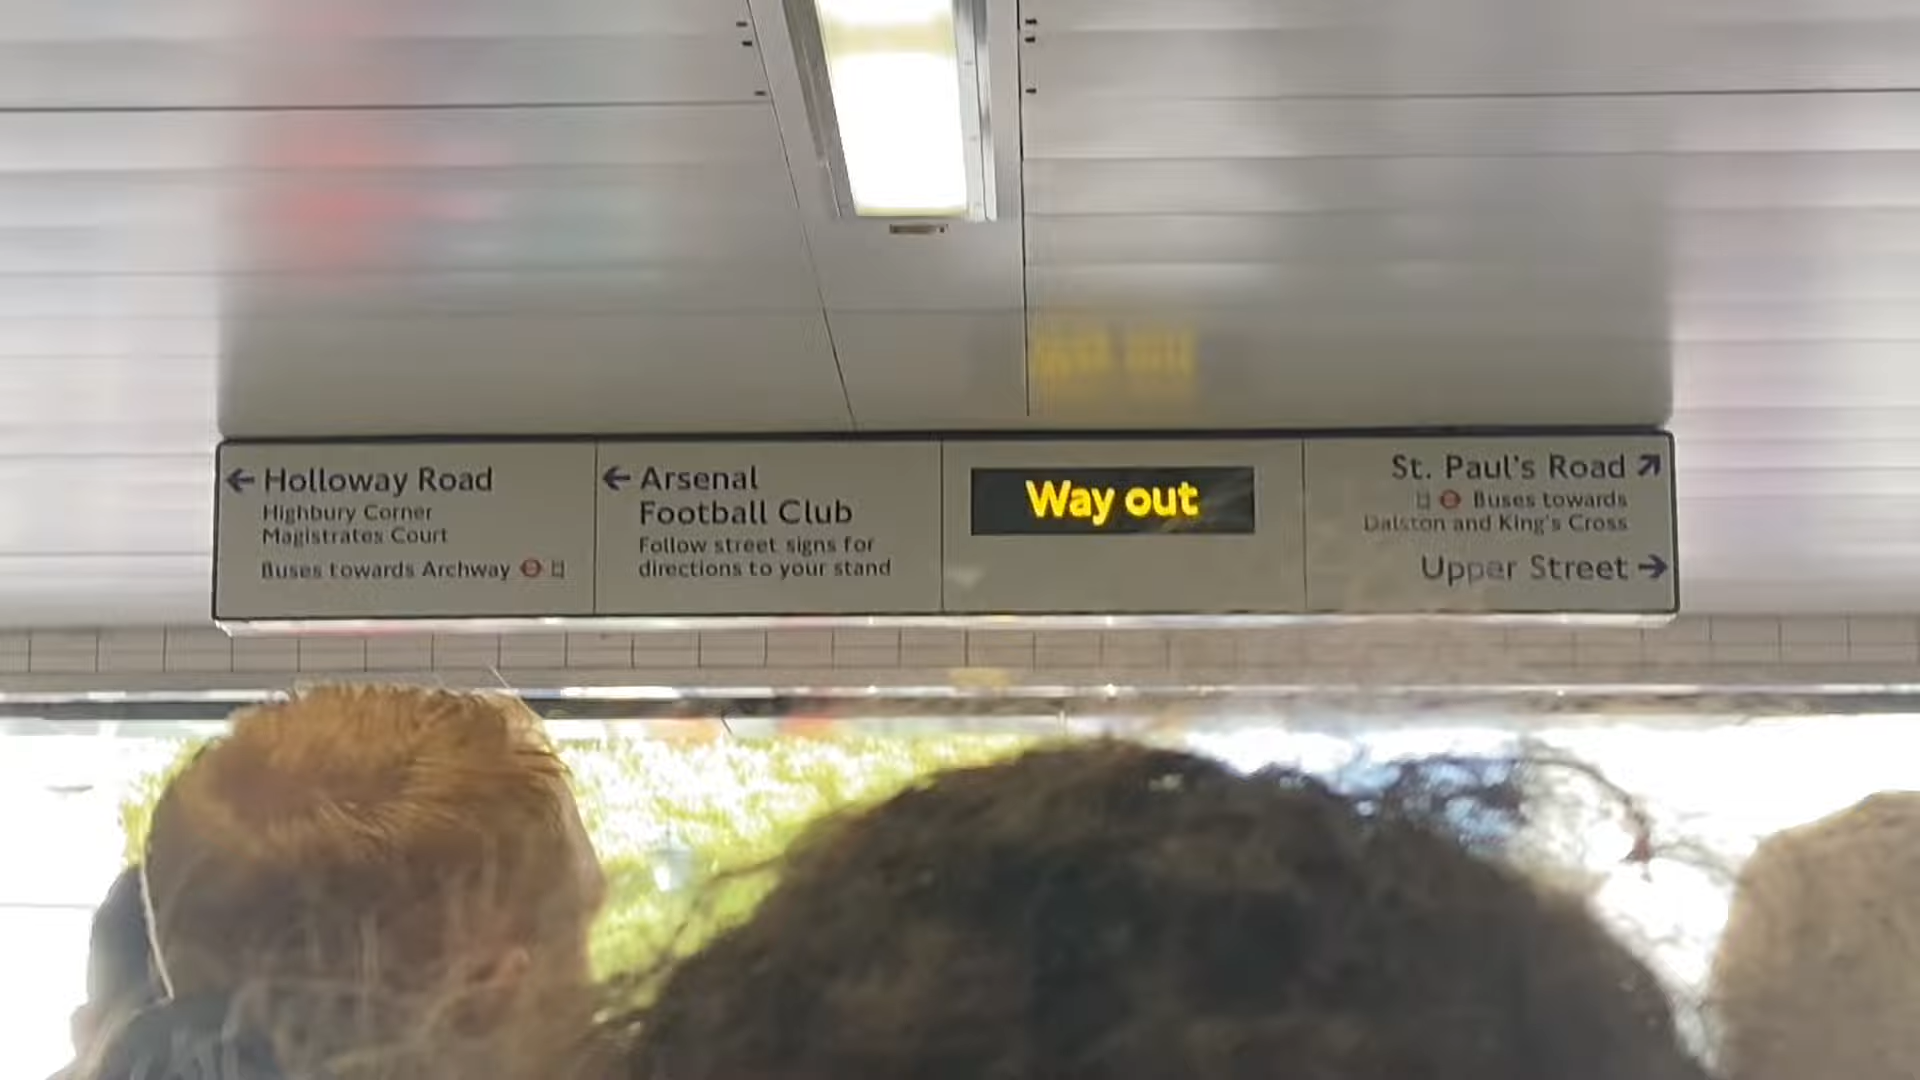 ← Holloway Road
Highbury Corner
Magistrates Court
Buses towards Archway
← Arsenal
Football Club
Follow street signs for
directions to your stand
Way out
St. Paul's Road ↗
Buses towards
Dalston and King's Cross
Upper Street →